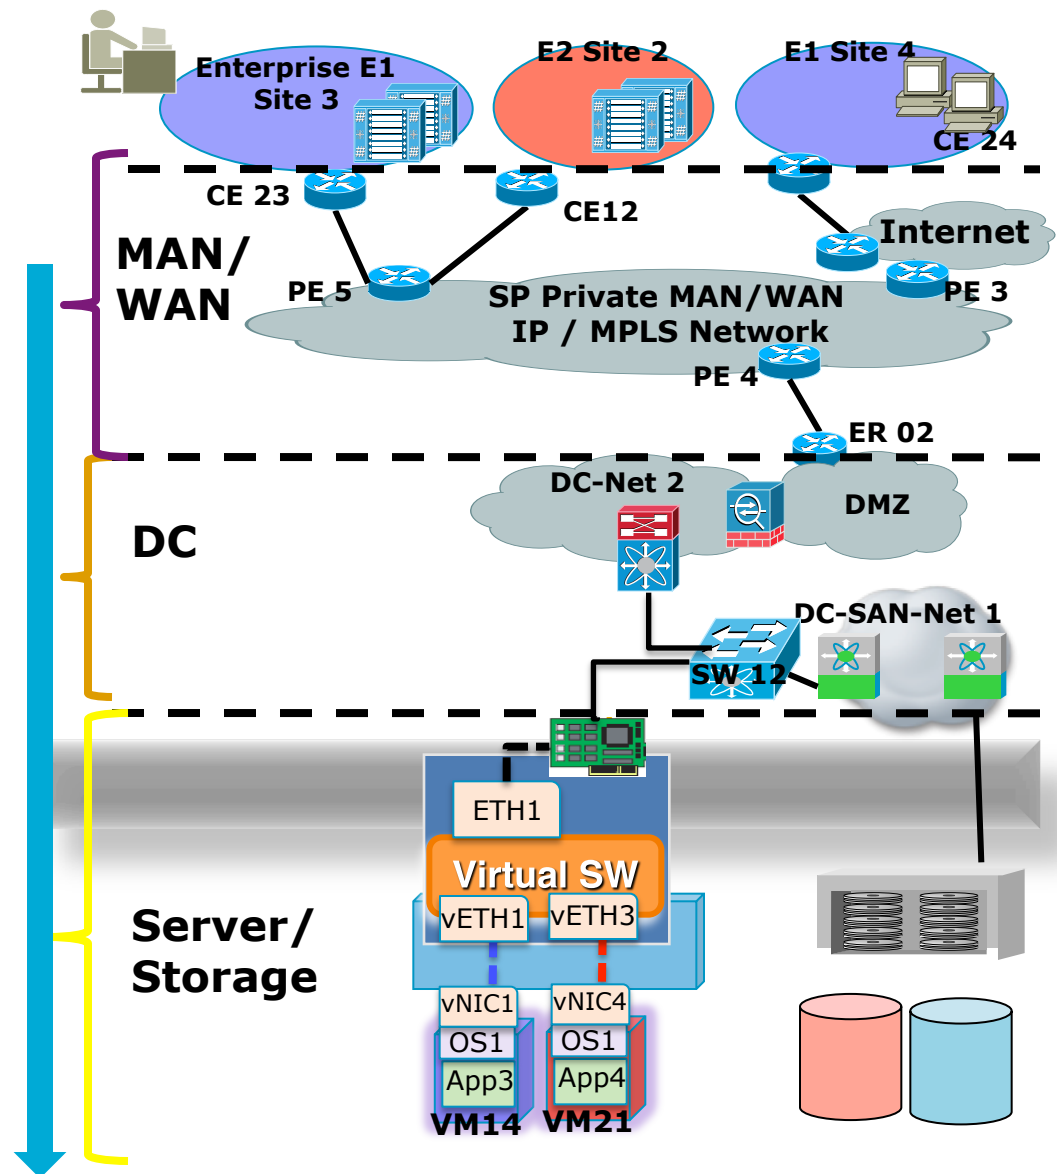 Enterprise E1
Site 3
E2 Site 2
E1 Site 4
CE 24
CE 23
CE12
MAN/
WAN
Internet
PE 5
PE 3
SP Private MAN/WAN
IP / MPLS Network
PE 4
ER 02
DC-Net 2
DMZ
DC
DC-SAN-Net 1
SW 12
ETH1
Virtual SW
vETH1
vETH3
Server/
Storage
vNIC1
vNIC4
OS1
OS1
App3
App4
VM14
VM21